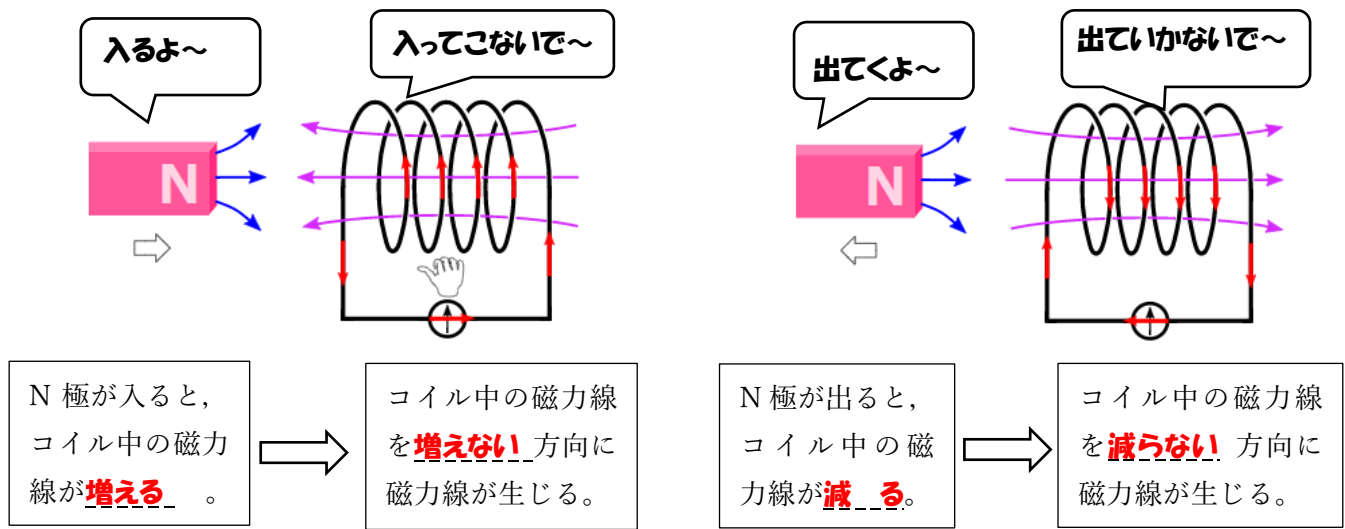 入るよ～
入ってこないで～
N
出てくよ～
出ていかないで～
N
N 極が入ると,
コイル中の磁力
線が増える 。
コイル中の磁力線
を増えない 方向に
磁力線が生じる。
N 極が出ると,
コイル中の磁
力線が減 る。
コイル中の磁力線
を減らない 方向に
磁力線が生じる。